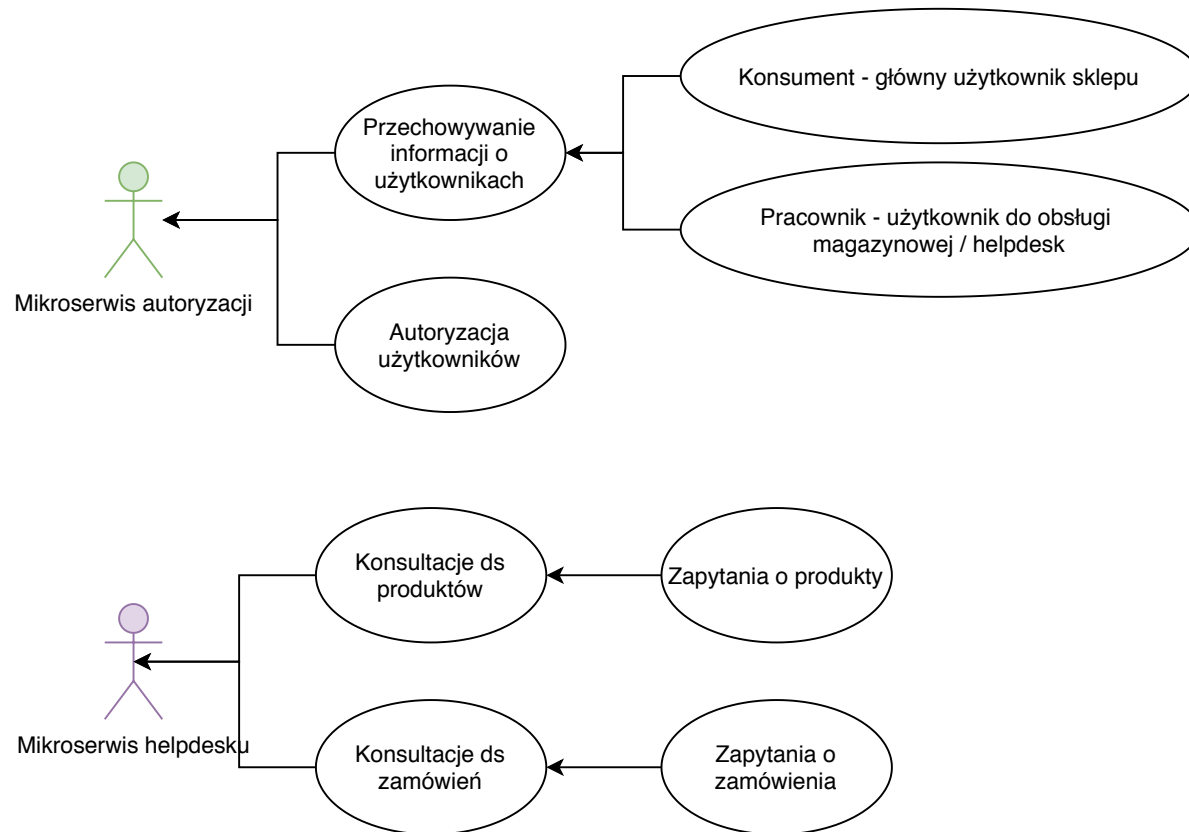 Konsument - główny użytkownik sklepu
Przechowywanie
informacji o
użytkownikach
Pracownik - użytkownik do obsługi
magazynowej / helpdesk
Mikroserwis autoryzacji
Autoryzacja
użytkowników
Konsultacje ds
produktów
Zapytania o produkty
Mikroserwis helpdesku
Konsultacje ds
zamówień
Zapytania o
zamówienia